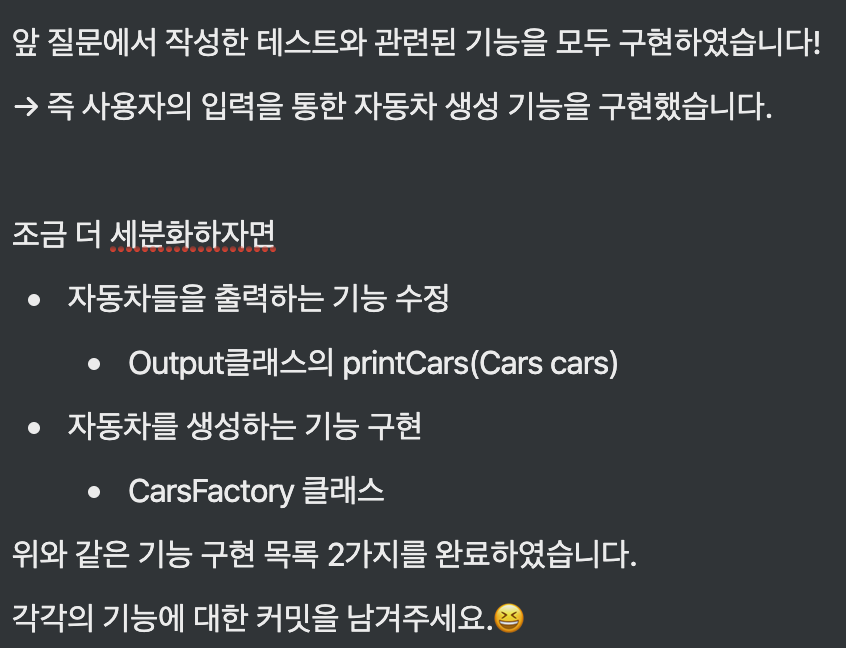 앞 질문에서 작성한 테스트와 관련된 기능을 모두 구현하였습니다!
→ 즉 사용자의 입력을 통한 자동차 생성 기능을 구현했습니다.
조금 더 세분화하자면
• 자동차들을 출력하는 기능 수정
• Output클래스의 printCars(Cars cars)
• 자동차를 생성하는 기능 구현
• CarsFactory 클래스
위와 같은 기능 구현 목록 2가지를 완료하였습니다.
각각의 기능에 대한 커밋을 남겨주세요.😆